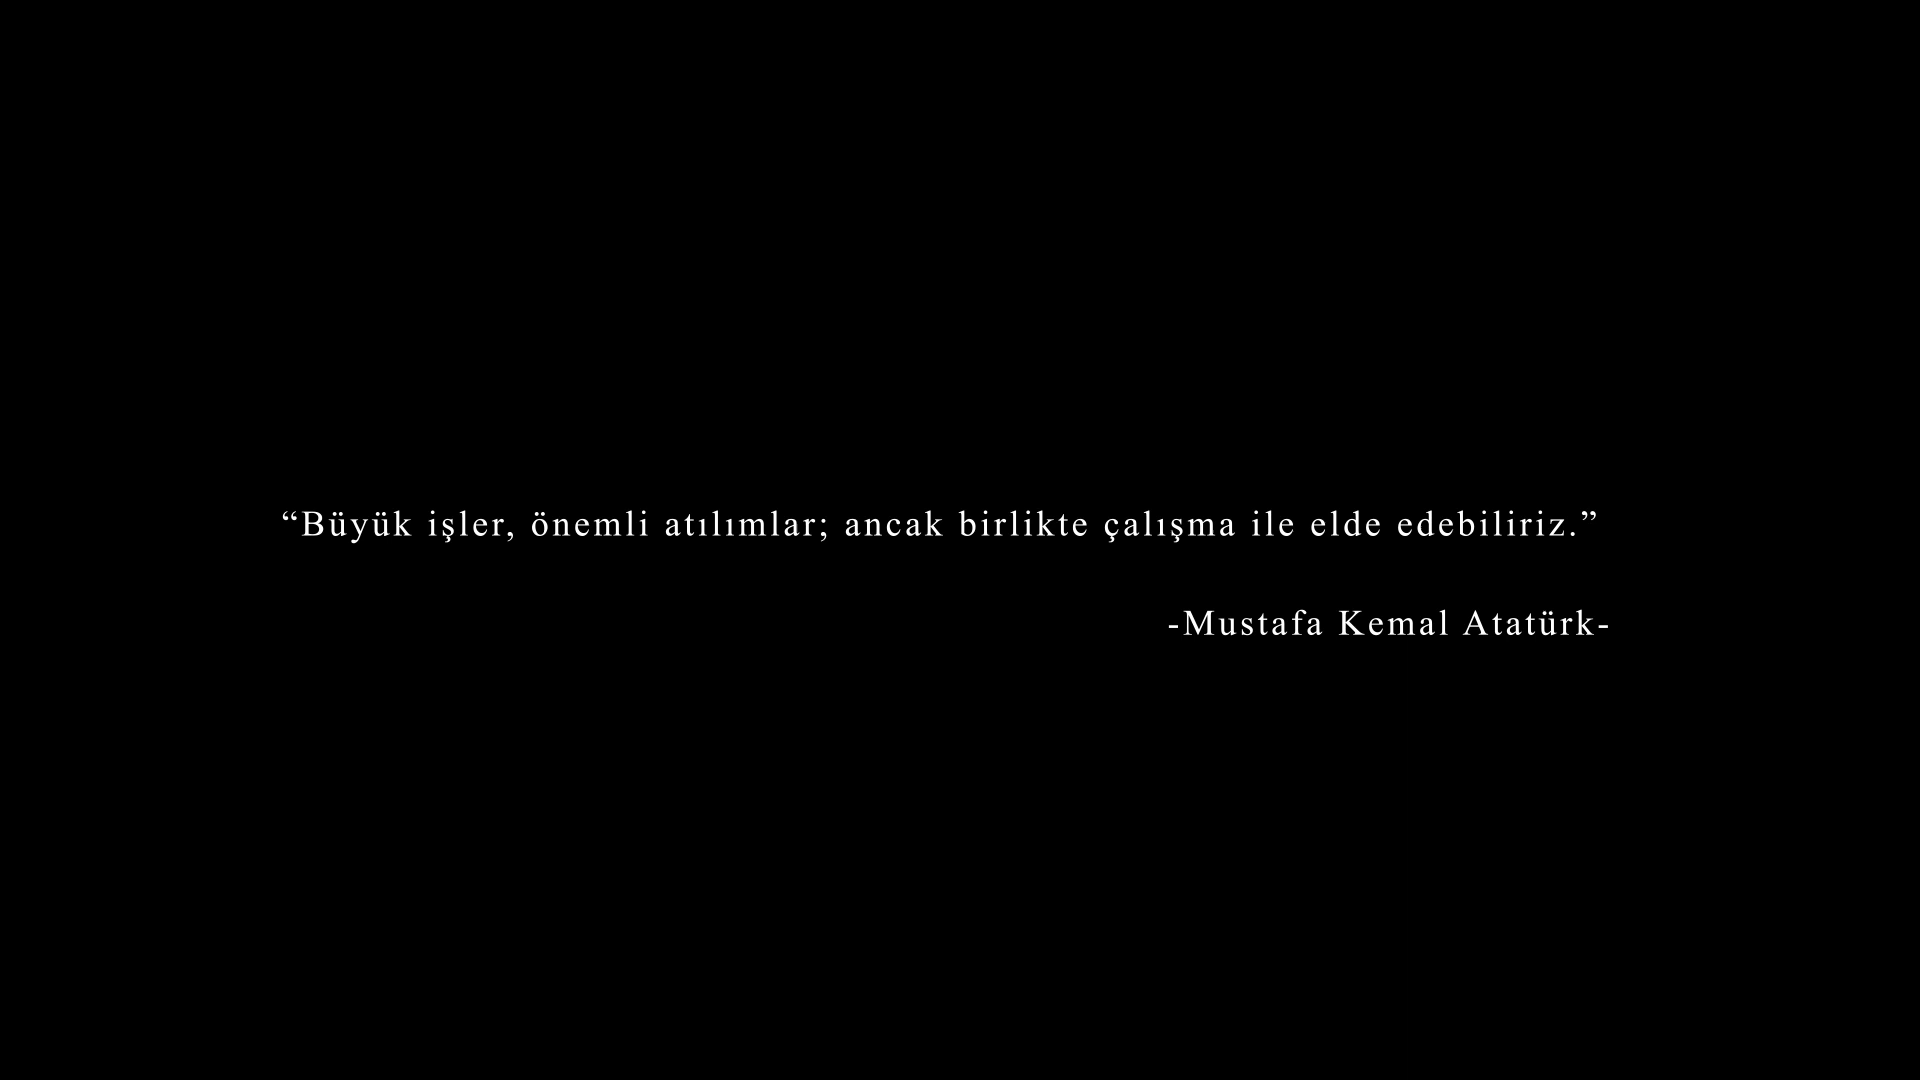 “Büyük işler, önemli atılımlar; ancak birlikte çalışma ile elde edebiliriz.”
-Mustafa Kemal Atatürk-